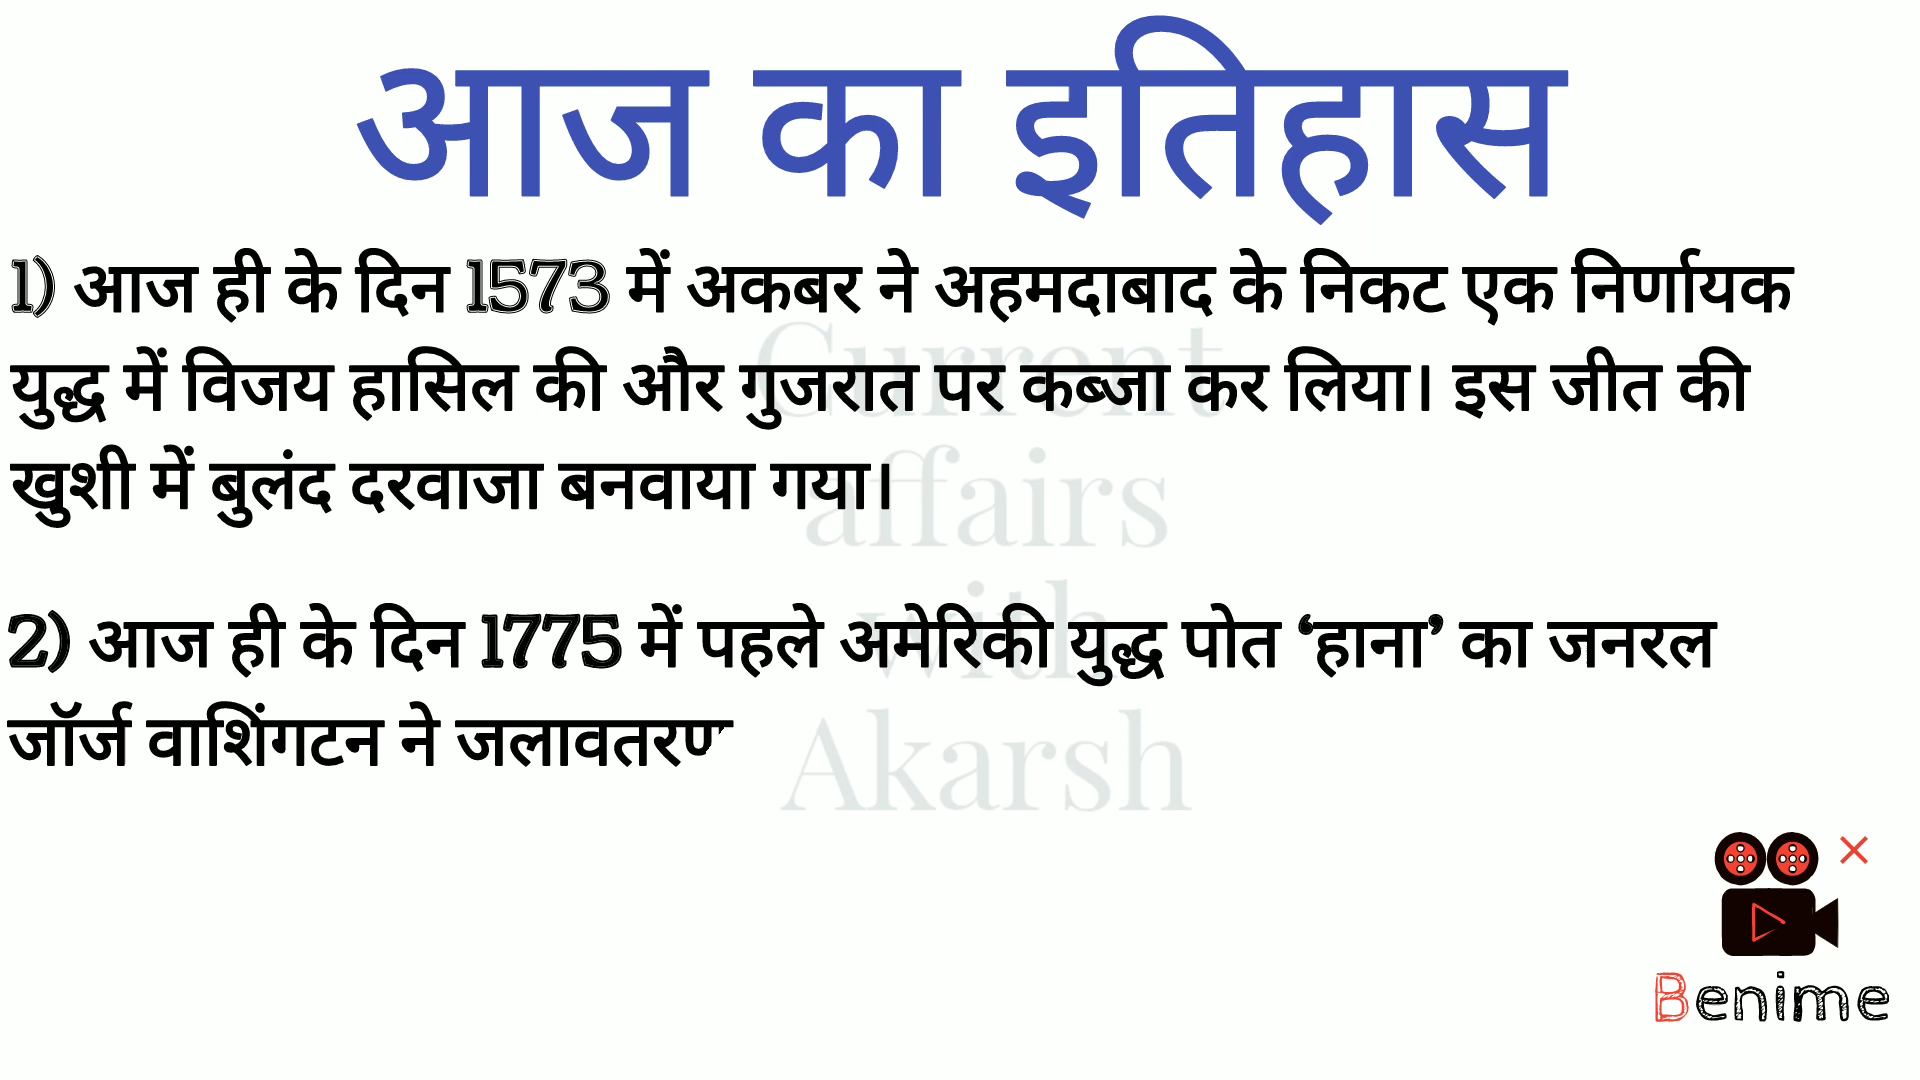 आज का इतिहास
1) आज ही के दिन 1573 में अकबर ने अहमदाबाद के निकट एक निर्णायक
युद्ध में विजय हासिल की और गुजरात पर कब्जा कर लिया। इस जीत की
खुशी में बुलंद दरवाजा बनवाया गया।
2) आज ही के दिन 1775 में पहले अमेरिकी युद्ध पोत ‘हाना’ का जनरल
जॉर्ज वाशिंगटन ने जलावतरण
Current
affairs
with
Akarsh
Benime